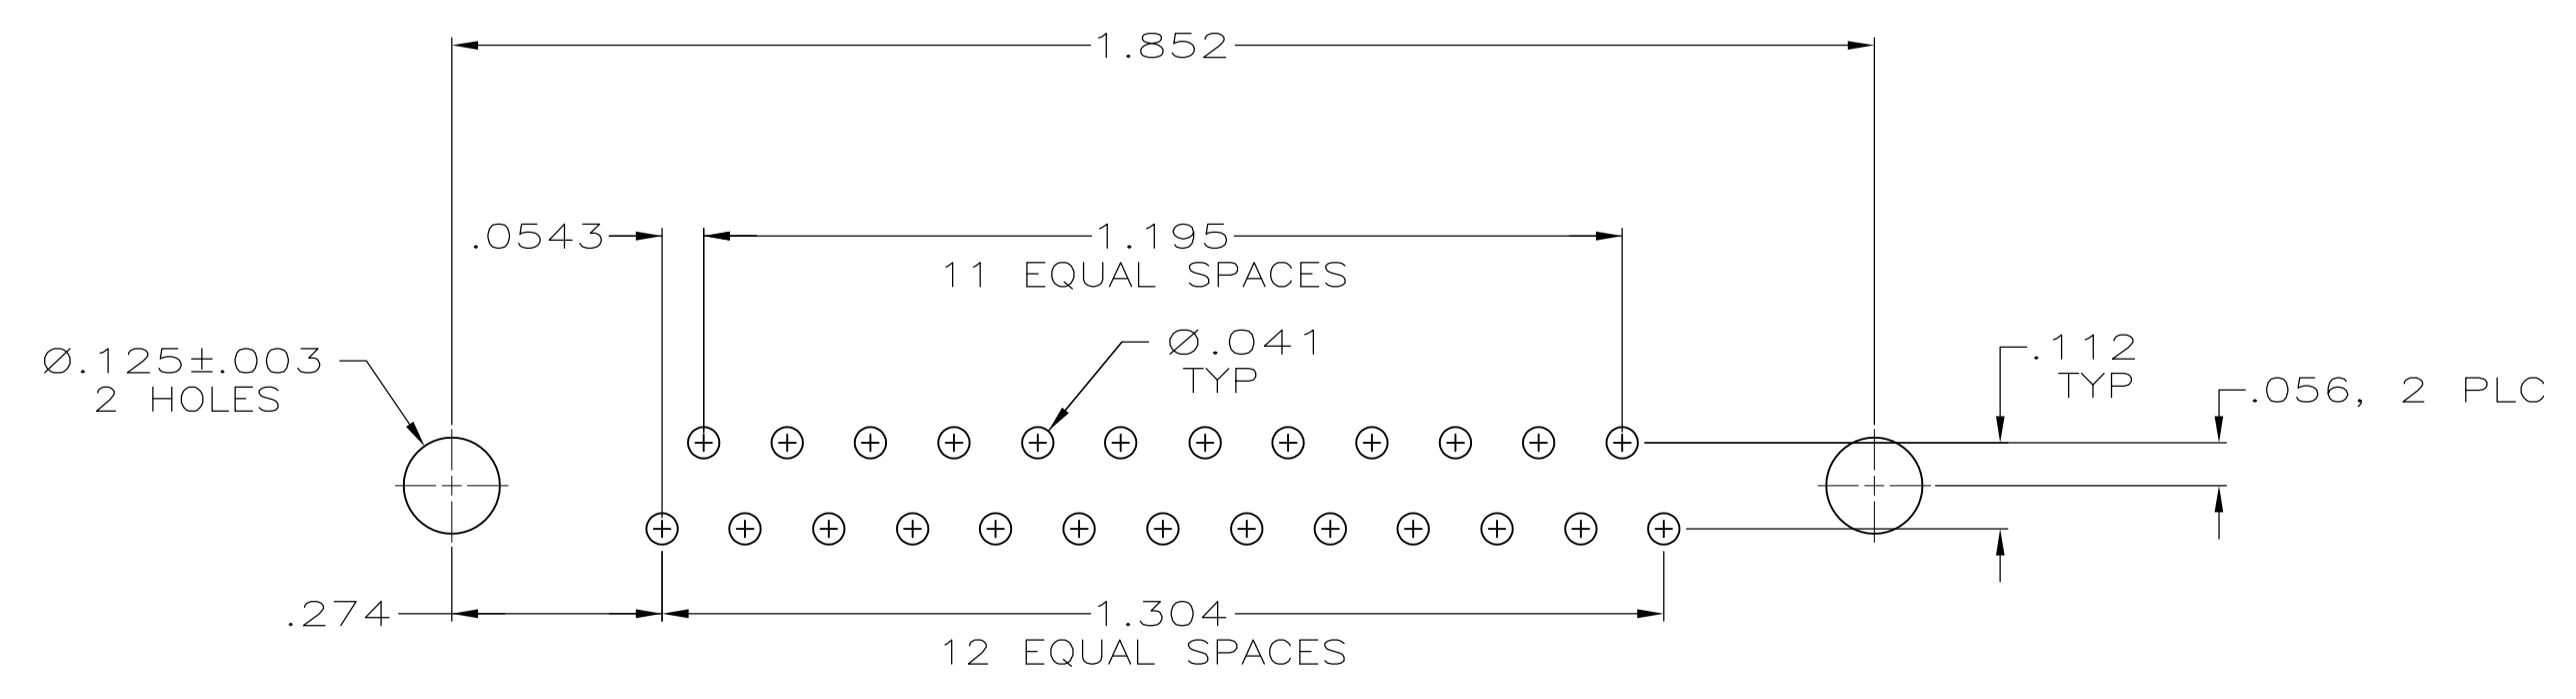 1.852
.0543
1.195
11 EQUAL SPACES
Ø.041
TYP
Ø.125±.003
2 HOLES
.112
TYP
.056, 2 PLC
.274
1.304
12 EQUAL SPACES